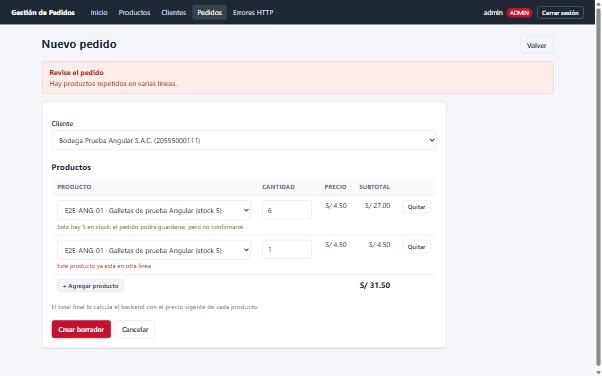 Gestión de Pedidos Inicio Productos Clientes Pedidos Errores HTTP admin ADMIN Cerrar sesión
Nuevo pedido Volver
Revise el pedido
Hay productos repetidos en varias líneas.
Cliente
Bodega Prueba Angular S.A.C. (20555000111)
Productos
PRODUCTO CANTIDAD PRECIO SUBTOTAL
E2E-ANG-01 · Galletas de prueba Angular (stock 5) 6 S/ 4.50 S/ 27.00 Quitar
Solo hay 5 en stock: el pedido podrá guardarse, pero no confirmarse.
E2E-ANG-01 · Galletas de prueba Angular (stock 5) 1 S/ 4.50 S/ 4.50 Quitar
Este producto ya está en otra línea.
+ Agregar producto S/ 31.50
El total final lo calcula el backend con el precio vigente de cada producto.
Crear borrador Cancelar